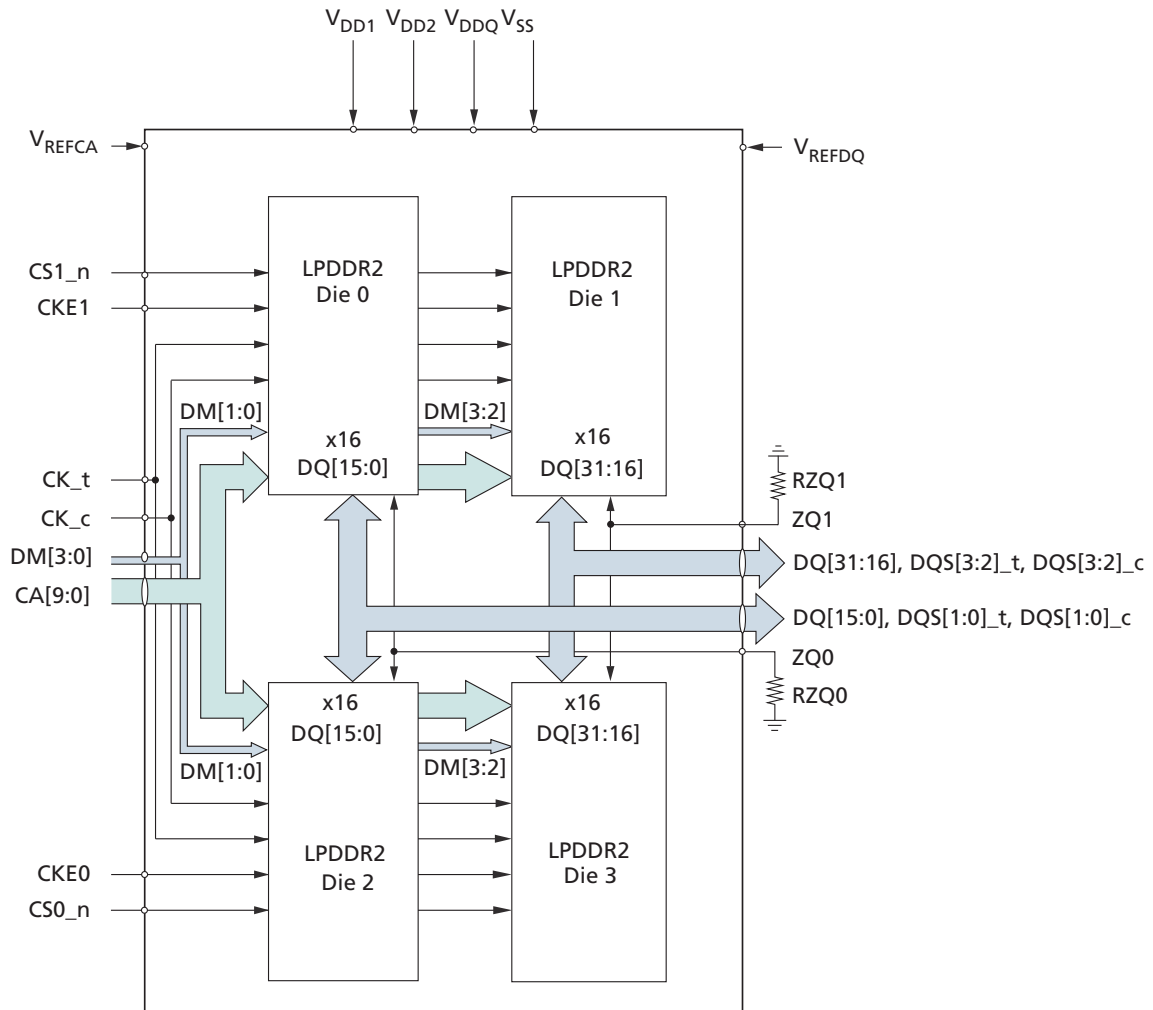 VDD1 VDD2 VDDQ VSS
VREFCA
VREFDQ
CS1_n
CKE1
LPDDR2
Die 0
LPDDR2
Die 1
DM[1:0]
DM[3:2]
x16
DQ[15:0]
x16
DQ[31:16]
CK_t
CK_c
DM[3:0]
CA[9:0]
RZQ1
ZQ1
DQ[31:16], DQS[3:2]_t, DQS[3:2]_c
DQ[15:0], DQS[1:0]_t, DQS[1:0]_c
ZQ0
RZQ0
x16
DQ[15:0]
x16
DQ[31:16]
DM[1:0]
DM[3:2]
LPDDR2
Die 2
LPDDR2
Die 3
CKE0
CS0_n